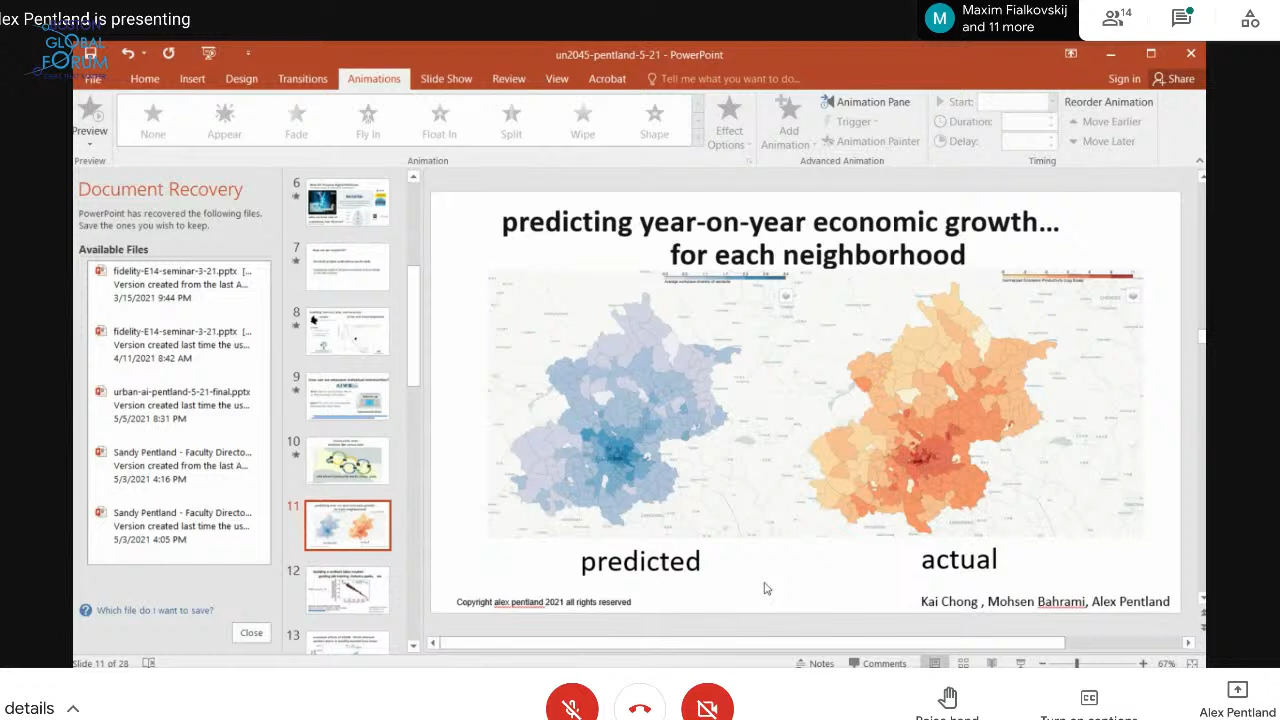 lex Pentland is presenting
Maxim Fialkovskij
and 11 more
14
M
BOSTON
GLOBAL
FORUM
un2045-pentland-5-21 - PowerPoint
File
Home
Insert
Design
Transitions
Animations
Slide Show
Review
View
Acrobat
Tell me what you want to do...
Sign in
Share
Preview
None
Appear
Fade
Fly In
Float In
Split
Wipe
Shape
Effect
Options
Add
Animation
Animation Pane
Trigger
Animation Painter
Start:
Duration:
Delay:
Reorder Animation
Move Earlier
Move Later
Preview
Animation
Advanced Animation
Timing
Document Recovery
PowerPoint has recovered the following files.
Save the ones you wish to keep.
Available Files
fidelity-E14-seminar-3-21.pptx [...
Version created from the last A...
3/15/2021 9:44 PM
fidelity-E14-seminar-3-21.pptx [...
Version created last time the us...
4/11/2021 8:42 AM
urban-ai-pentland-5-21-final.pptx
Version created last time the us...
5/5/2021 8:31 PM
Sandy Pentland - Faculty Directo...
Version created from the last A...
5/3/2021 4:16 PM
Sandy Pentland - Faculty Directo...
Version created last time the us...
5/3/2021 4:05 PM
Which file do I want to save?
Close
6
7
8
9
10
11
12
13
predicting year-on-year economic growth...
for each neighborhood
predicted
actual
Copyright alex pentland 2021 all rights reserved
Kai Chong , Mohsen Bahrami, Alex Pentland
Slide 11 of 28
Notes
Comments
67%
details
Raise hand
Turn on captions
Alex Pentland